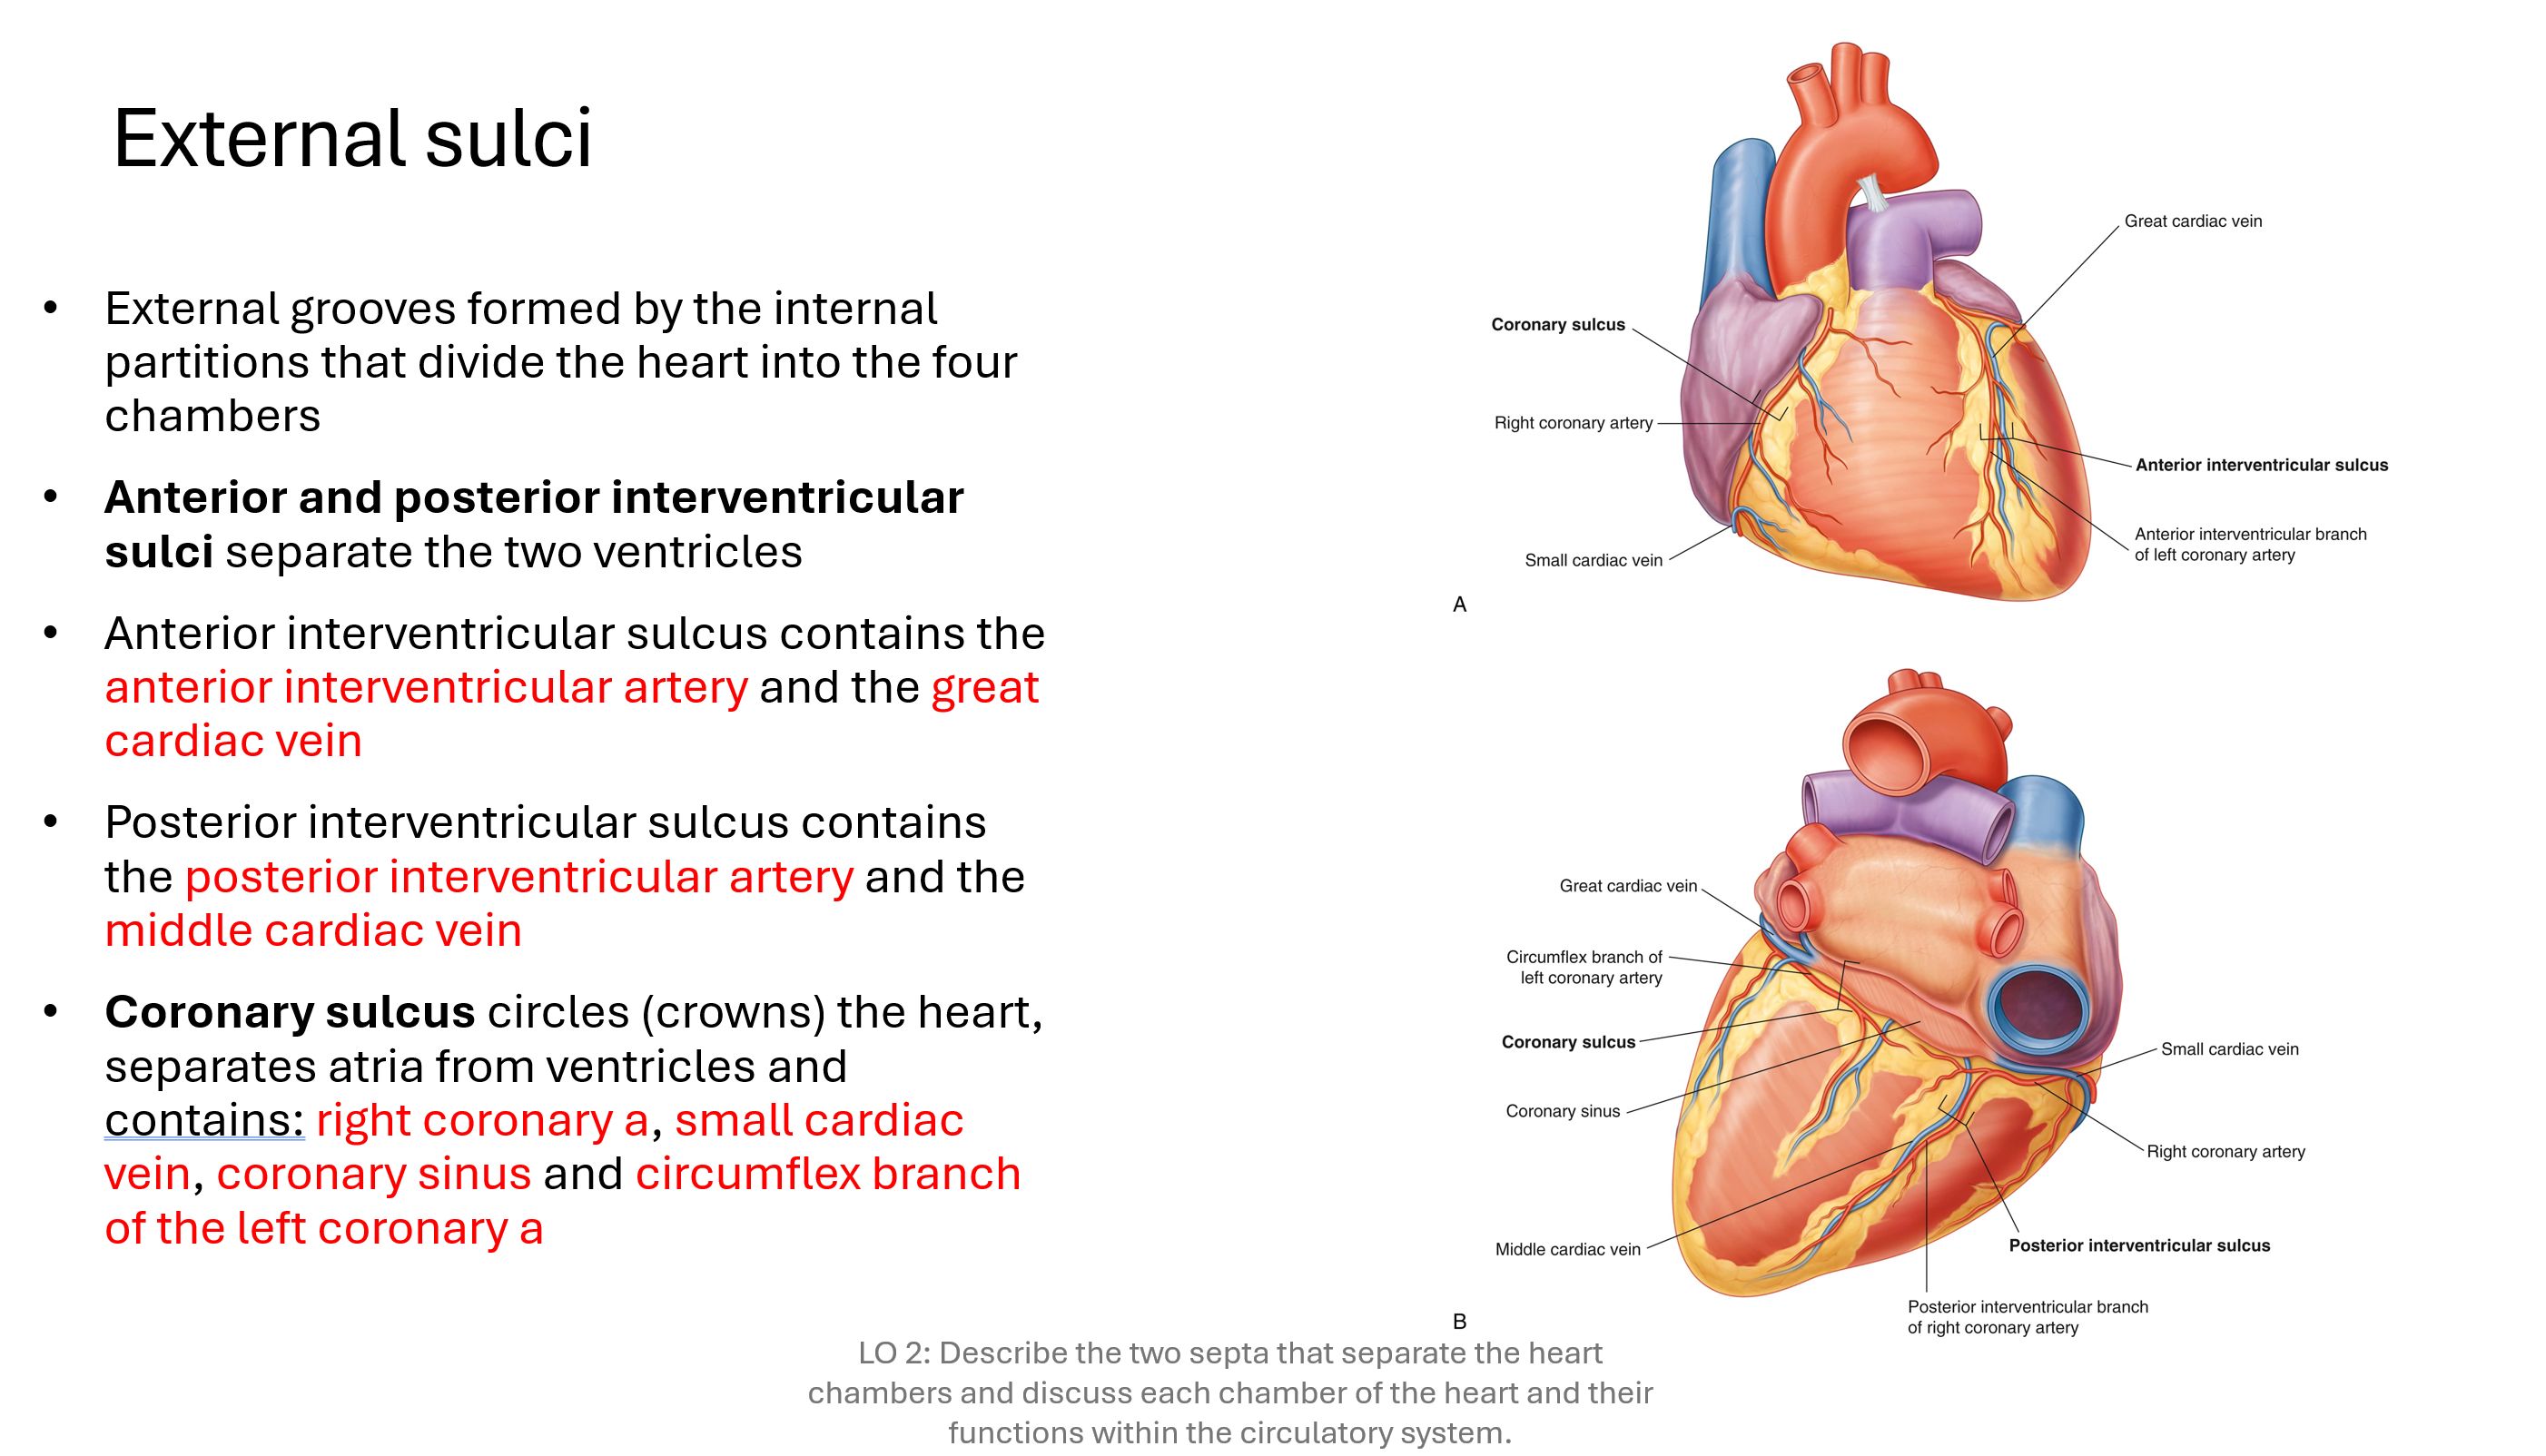 External sulci
• External grooves formed by the internal
partitions that divide the heart into the four
chambers
• Anterior and posterior interventricular
sulci separate the two ventricles
• Anterior interventricular sulcus contains the
anterior interventricular artery and the great
cardiac vein
• Posterior interventricular sulcus contains
the posterior interventricular artery and the
middle cardiac vein
• Coronary sulcus circles (crowns) the heart,
separates atria from ventricles and
contains: right coronary a, small cardiac
vein, coronary sinus and circumflex branch
of the left coronary a
Great cardiac vein
Coronary sulcus
Right coronary artery
Anterior interventricular sulcus
Anterior interventricular branch
of left coronary artery
Small cardiac vein
A
Great cardiac vein
Circumflex branch of
left coronary artery
Coronary sulcus
Small cardiac vein
Coronary sinus
Right coronary artery
Middle cardiac vein
Posterior interventricular sulcus
Posterior interventricular branch
of right coronary artery
B
LO 2: Describe the two septa that separate the heart
chambers and discuss each chamber of the heart and their
functions within the circulatory system.